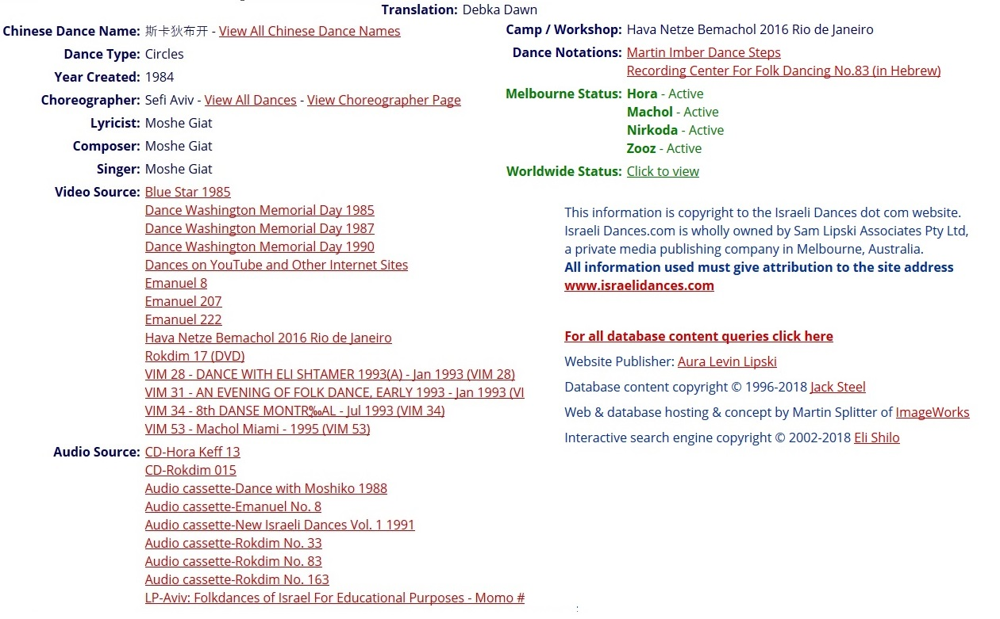 Translation: Debka Dawn
Chinese Dance Name: 斯卡狄布开 - View All Chinese Dance Names
Dance Type: Circles
Year Created: 1984
Choreographer: Sefi Aviv - View All Dances - View Choreographer Page
Lyricist: Moshe Giat
Composer: Moshe Giat
Singer: Moshe Giat
Video Source: Blue Star 1985
Dance Washington Memorial Day 1985
Dance Washington Memorial Day 1987
Dance Washington Memorial Day 1990
Dances on YouTube and Other Internet Sites
Emanuel 8
Emanuel 207
Emanuel 222
Hava Netze Bemachol 2016 Rio de Janeiro
Rokdim 17 (DVD)
VIM 28 - DANCE WITH ELI SHTAMER 1993(A) - Jan 1993 (VIM 28)
VIM 31 - AN EVENING OF FOLK DANCE, EARLY 1993 - Jan 1993 (VI
VIM 34 - 8th DANSE MONTR‰AL - Jul 1993 (VIM 34)
VIM 53 - Machol Miami - 1995 (VIM 53)
Audio Source: CD-Hora Keff 13
CD-Rokdim 015
Audio cassette-Dance with Moshiko 1988
Audio cassette-Emanuel No. 8
Audio cassette-New Israeli Dances Vol. 1 1991
Audio cassette-Rokdim No. 33
Audio cassette-Rokdim No. 83
Audio cassette-Rokdim No. 163
LP-Aviv: Folkdances of Israel For Educational Purposes - Momo #
Camp / Workshop: Hava Netze Bemachol 2016 Rio de Janeiro
Dance Notations: Martin Imber Dance Steps
Recording Center For Folk Dancing No.83 (in Hebrew)
Melbourne Status: Hora - Active
Machol - Active
Nirkoda - Active
Zooz - Active
Worldwide Status: Click to view
This information is copyright to the Israeli Dances dot com website.
Israeli Dances.com is wholly owned by Sam Lipski Associates Pty Ltd,
a private media publishing company in Melbourne, Australia.
All information used must give attribution to the site address
www.israelidances.com
For all database content queries click here
Website Publisher: Aura Levin Lipski
Database content copyright © 1996-2018 Jack Steel
Web & database hosting & concept by Martin Splitter of ImageWorks
Interactive search engine copyright © 2002-2018 Eli Shilo